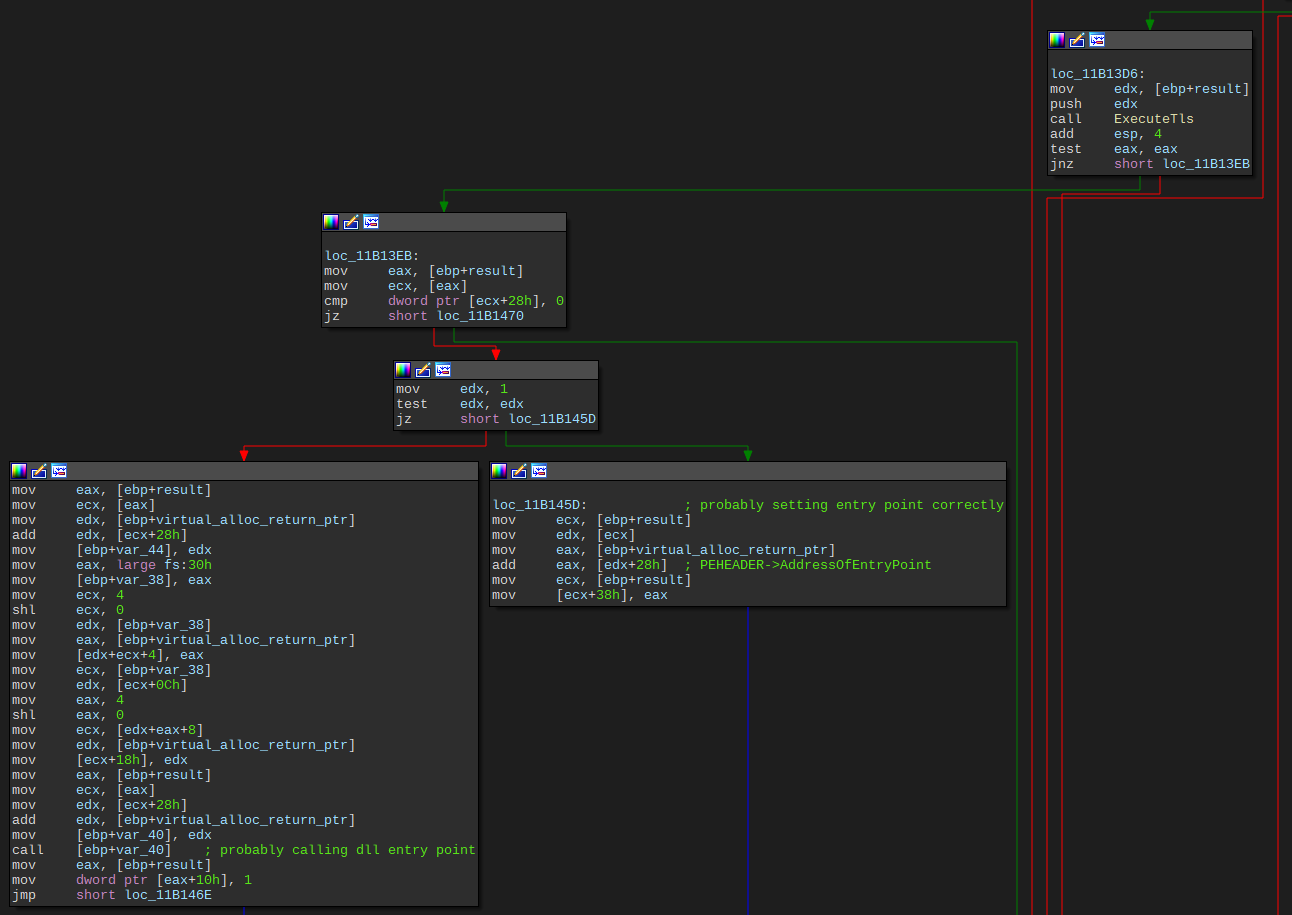 loc_11B13D6:
mov edx, [ebp+result]
push edx
call ExecuteTls
add esp, 4
test eax, eax
jnz short loc_11B13EB
loc_11B13EB:
mov eax, [ebp+result]
mov ecx, [eax]
cmp dword ptr [ecx+28h], 0
jz short loc_11B1470
mov edx, 1
test edx, edx
jz short loc_11B145D
mov eax, [ebp+result]
mov ecx, [eax]
mov edx, [ebp+virtual_alloc_return_ptr]
add edx, [ecx+28h]
mov [ebp+var_44], edx
mov eax, large fs:30h
mov [ebp+var_38], eax
mov ecx, 4
shl ecx, 0
mov edx, [ebp+var_38]
mov eax, [ebp+virtual_alloc_return_ptr]
mov [edx+ecx+4], eax
mov ecx, [ebp+var_38]
mov edx, [ecx+0Ch]
mov eax, 4
shl eax, 0
mov ecx, [edx+eax+8]
mov edx, [ebp+virtual_alloc_return_ptr]
mov [ecx+18h], edx
mov eax, [ebp+result]
mov ecx, [eax]
mov edx, [ecx+28h]
add edx, [ebp+virtual_alloc_return_ptr]
mov [ebp+var_40], edx
call [ebp+var_40] ; probably calling dll entry point
mov eax, [ebp+result]
mov dword ptr [eax+10h], 1
jmp short loc_11B146E
loc_11B145D: ; probably setting entry point correctly
mov ecx, [ebp+result]
mov edx, [ecx]
mov eax, [ebp+virtual_alloc_return_ptr]
add eax, [edx+28h] ; PEHEADER->AddressOfEntryPoint
mov ecx, [ebp+result]
mov [ecx+38h], eax